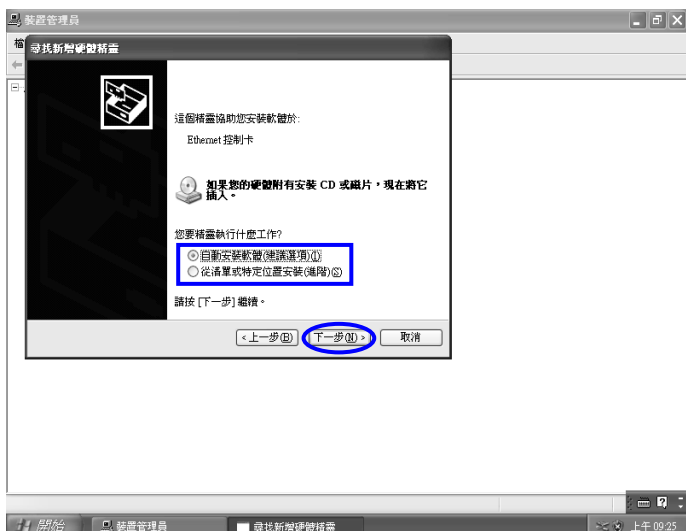 裝置管理員
檔
尋找新增硬體精靈
這個精靈協助您安裝軟體於:
Ethernet 控制卡
如果您的硬體附有安裝 CD 或磁片，現在將它
插入。
您要精靈執行什麼工作?
自動安裝軟體(建議選項)(I)
從清單或特定位置安裝(進階)(S)
請按 [下一步] 繼續。
<上一步(B) 下一步(N)> 取消
開始 裝置管理員 尋找新增硬體精靈 上午 09:25